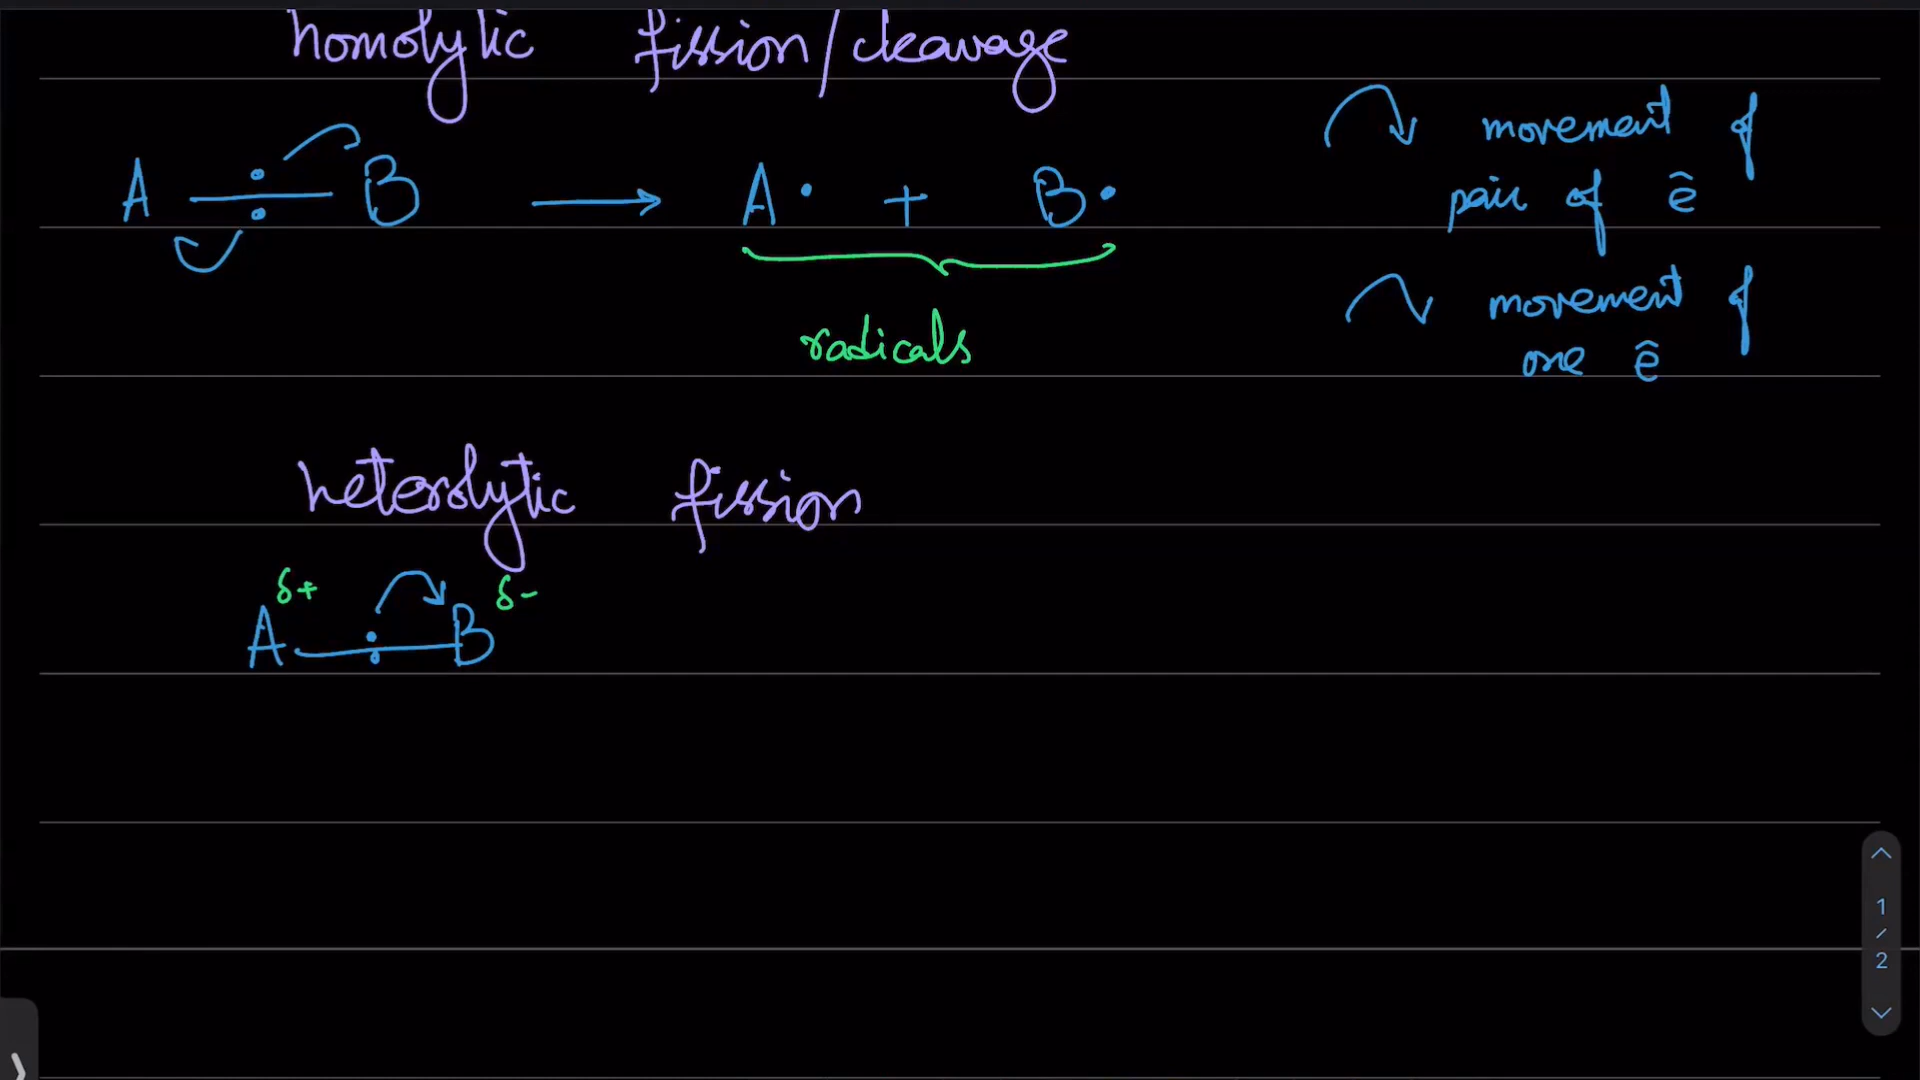 homolytic fission/cleavage
A : B → A· + B·
radicals
movement of
pair of ē
movement of
one ē
heterolytic fission
δ+ δ-
A : B
1
/
2